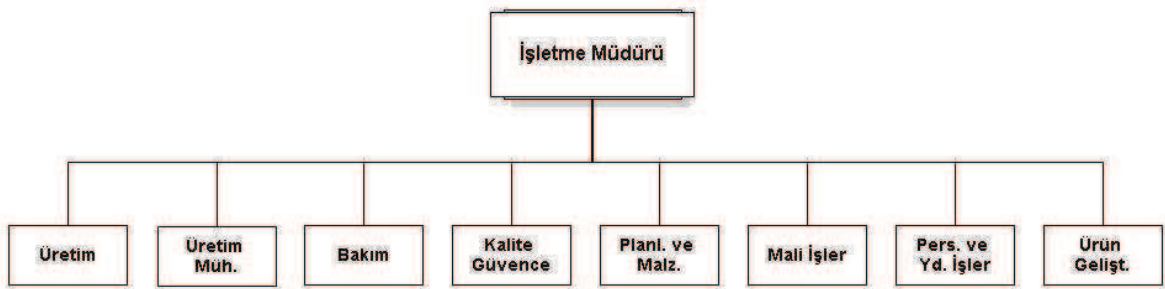 İşletme Müdürü
Üretim
Üretim
Müh.
Bakım
Kalite
Güvence
Planl. ve
Malz.
Mali İşler
Pers. ve
Yd. İşler
Ürün
Gelişt.